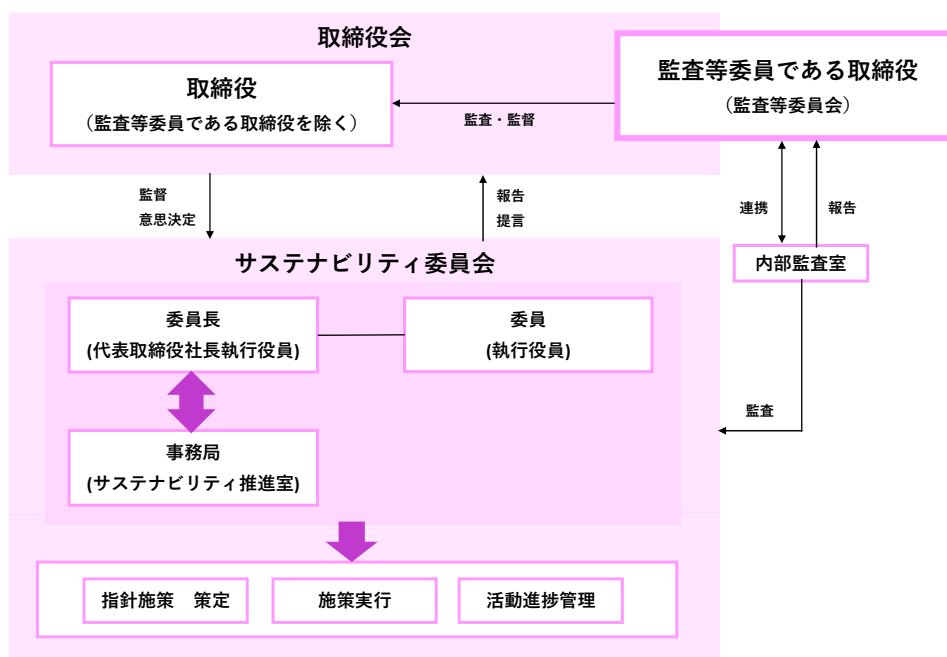 取締役会
取締役
（監査等委員である取締役を除く）
監査等委員である取締役
（監査等委員会）
監査・監督
監督
意思決定
報告
提言
連携
報告
内部監査室
サステナビリティ委員会
委員長
(代表取締役社長執行役員)
委員
(執行役員)
監査
事務局
(サステナビリティ推進室)
指針施策　策定
施策実行
活動進捗管理